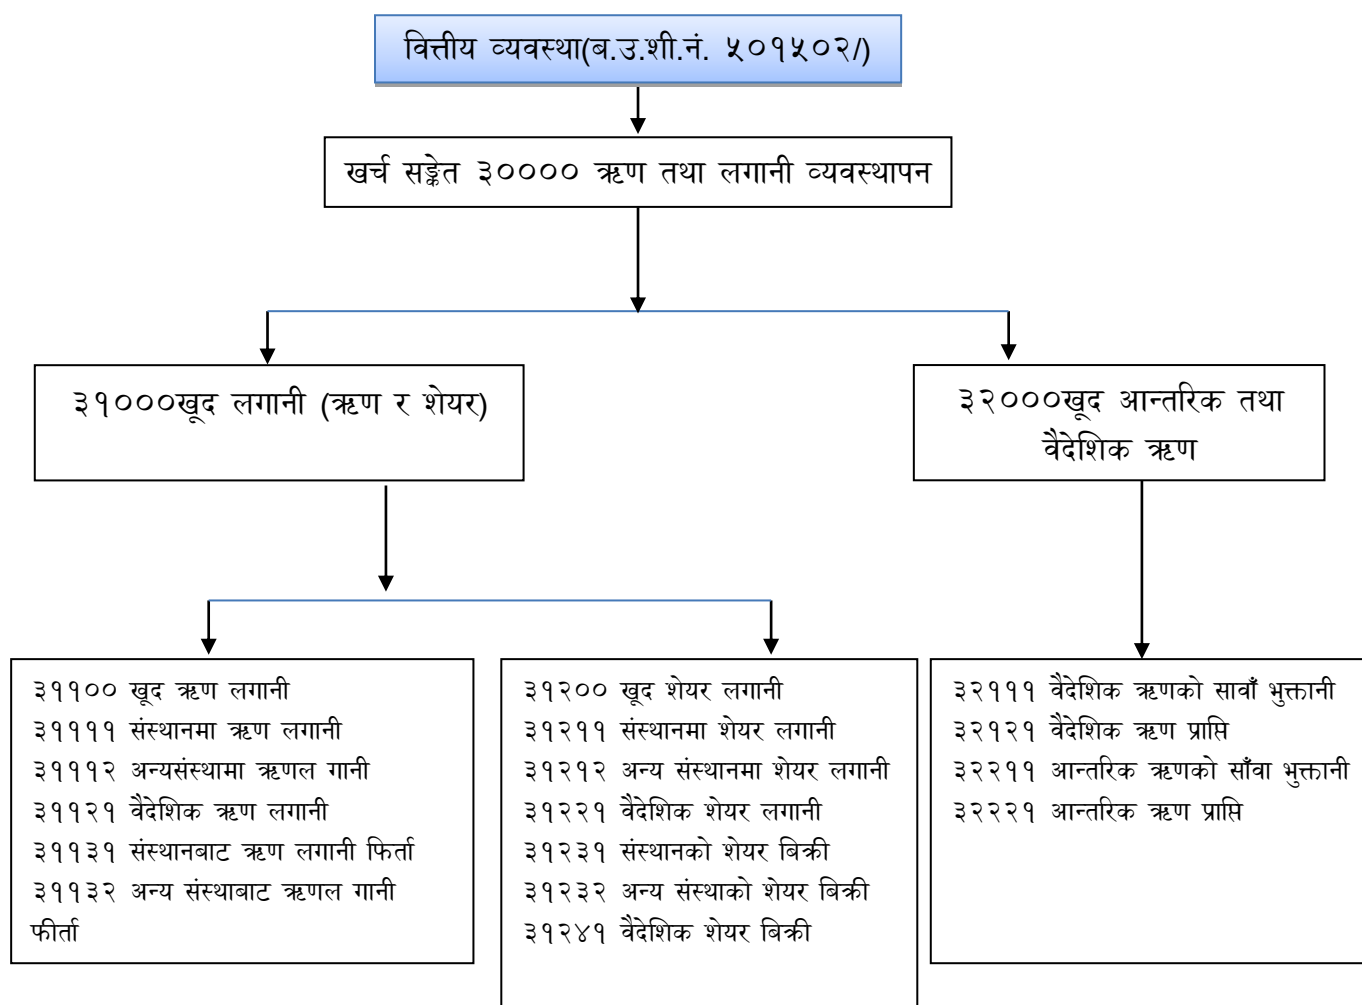 वित्तीय व्यवस्था(ब.उ.शी.नं. ५०१५०२/)
खर्च सङ्केत ३०००० ऋण तथा लगानी व्यवस्थापन
३१०००खूद लगानी (ऋण र शेयर)
३२०००खूद आन्तरिक तथा
वैदेशिक ऋण
३११०० खूद ऋण लगानी
३११११ संस्थानमा ऋण लगानी
३१११२ अन्यसंस्थामा ऋणल गानी
३११२१ वैदेशिक ऋण लगानी
३११३१ संस्थानबाट ऋण लगानी फिर्ता
३११३२ अन्य संस्थाबाट ऋणल गानी
फीर्ता
३१२०० खूद शेयर लगानी
३१२११ संस्थानमा शेयर लगानी
३१२१२ अन्य संस्थानमा शेयर लगानी
३१२२१ वैदेशिक शेयर लगानी
३१२३१ संस्थानको शेयर बिक्री
३१२३२ अन्य संस्थाको शेयर बिक्री
३१२४१ वैदेशिक शेयर बिक्री
३२१११ वैदेशिक ऋणको सावाँ भुक्तानी
३२१२१ वैदेशिक ऋण प्राप्ति
३२२११ आन्तरिक ऋणको साँवा भुक्तानी
३२२२१ आन्तरिक ऋण प्राप्ति